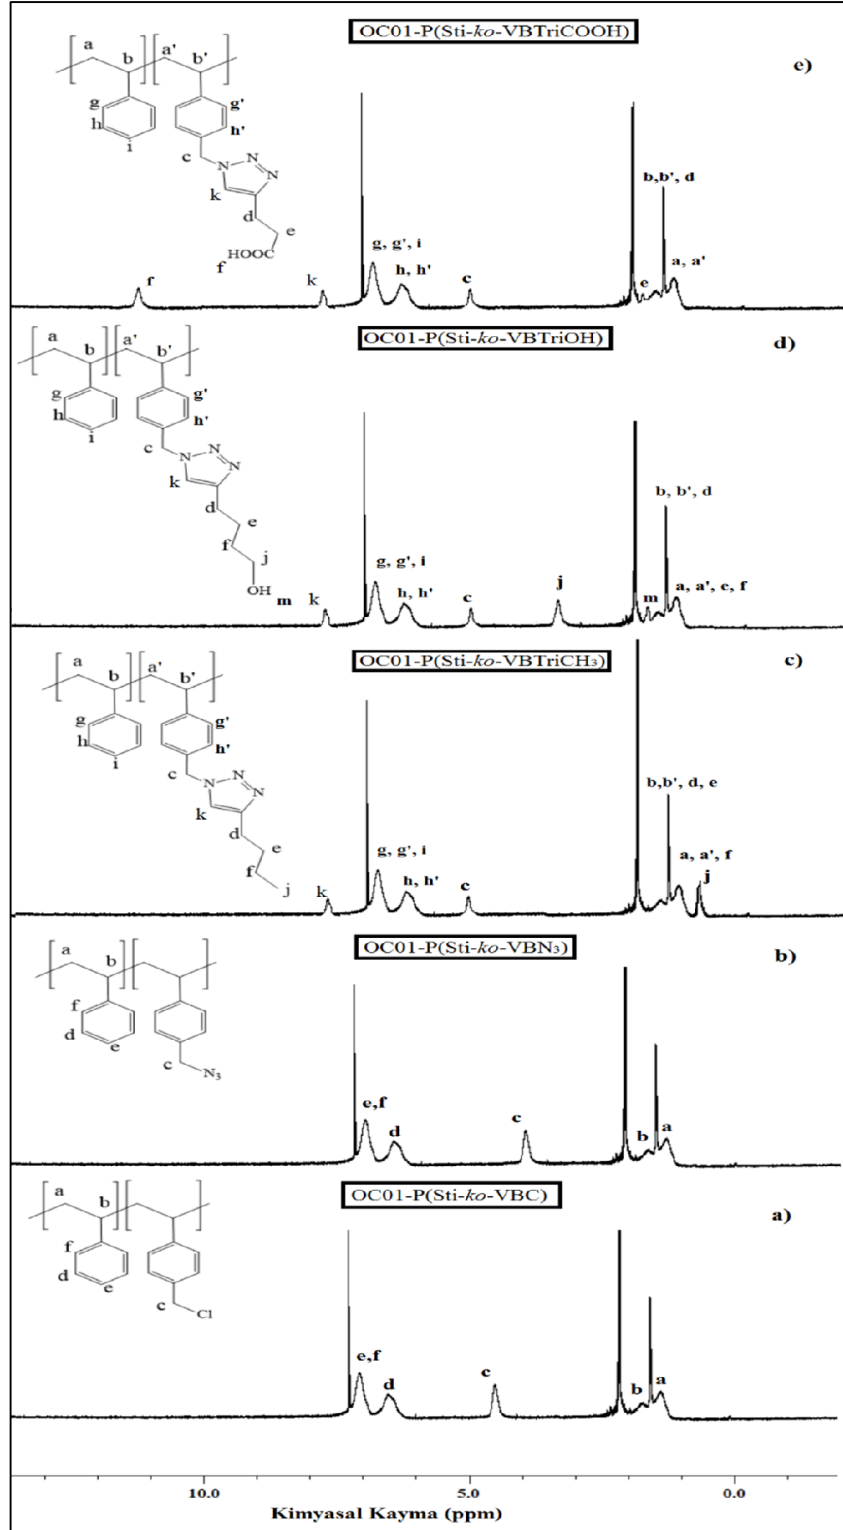 OC01-P(Sti-ko-VBTriCOOH)
e)
a b a' b'
g g'
h h'
i
c
N N N
k
d
e
HOOC
f
f k g, g', i h, h' c e b,b', d a, a'
OC01-P(Sti-ko-VBTriOH)
d)
a b a' b'
g g'
h h'
i
c
N N N
k
d
e
f
j
OH
m k g, g', i h, h' c j m b, b', d a, a', e, f
OC01-P(Sti-ko-VBTriCH₃)
c)
a b a' b'
g g'
h h'
i
c
N N N
k
d
e
f
j
k g, g', i h, h' c b,b', d, e a, a', f j
OC01-P(Sti-ko-VBN₃)
b)
a b
f
d
e
c
N₃
e,f d c b a
OC01-P(Sti-ko-VBC)
a)
a b
f
d
e
c
Cl
e,f d c b a
10.0 5.0 0.0
Kimyasal Kayma (ppm)